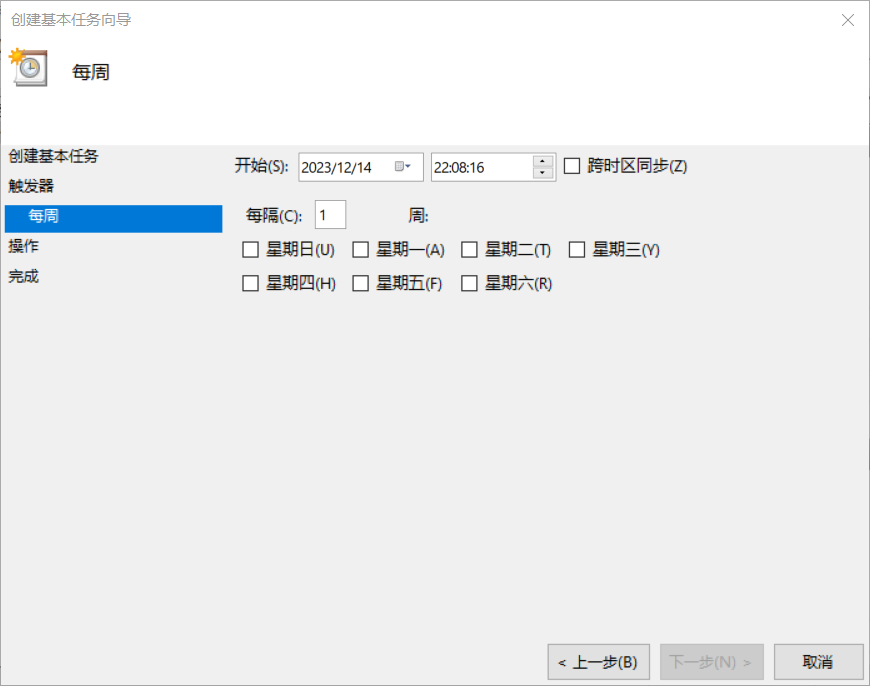 创建基本任务向导
每周
创建基本任务
触发器
每周
操作
完成
开始(S): 2023/12/14 22:08:16 跨时区同步(Z)
每隔(C): 1 周:
星期日(U) 星期一(A) 星期二(T) 星期三(Y)
星期四(H) 星期五(F) 星期六(R)
< 上一步(B) 下一步(N) > 取消